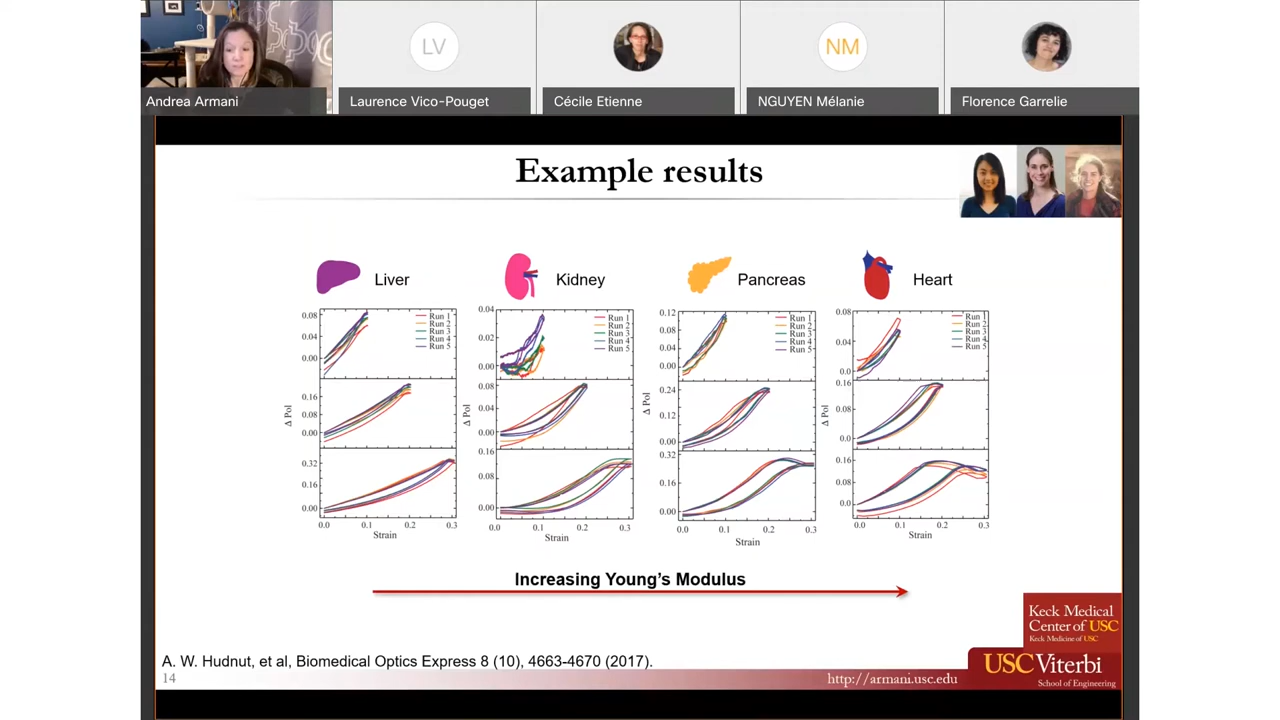 LV
NM
Andrea Armani
Laurence Vico-Pouget
Cécile Etienne
NGUYEN Mélanie
Florence Garrelie
Example results
Liver
Kidney
Pancreas
Heart
0.08
0.04
0.00
Run 1
Run 2
Run 3
Run 4
Run 5
0.04
0.02
0.00
Run 1
Run 2
Run 3
Run 4
Run 5
0.12
0.08
0.04
0.00
Run 1
Run 2
Run 3
Run 4
Run 5
0.08
0.04
0.0
Run 1
Run 2
Run 3
Run 4
Run 5
Δ Pol
0.16
0.08
0.00
Δ Pol
0.08
0.04
0.00
Δ Pol
0.24
0.12
0.00
Δ Pol
0.16
0.08
0.0
0.32
0.16
0.00
0.16
0.08
0.00
0.32
0.16
0.00
0.16
0.08
0.00
0.0 0.1 0.2 0.3
Strain
0.0 0.1 0.2 0.3
Strain
0.0 0.1 0.2 0.3
Strain
0.0 0.1 0.2 0.3
Strain
Increasing Young's Modulus
Keck Medical
Center of USC
Keck Medicine of USC
A. W. Hudnut, et al, Biomedical Optics Express 8 (10), 4663-4670 (2017).
14
http://armani.usc.edu
USC Viterbi
School of Engineering